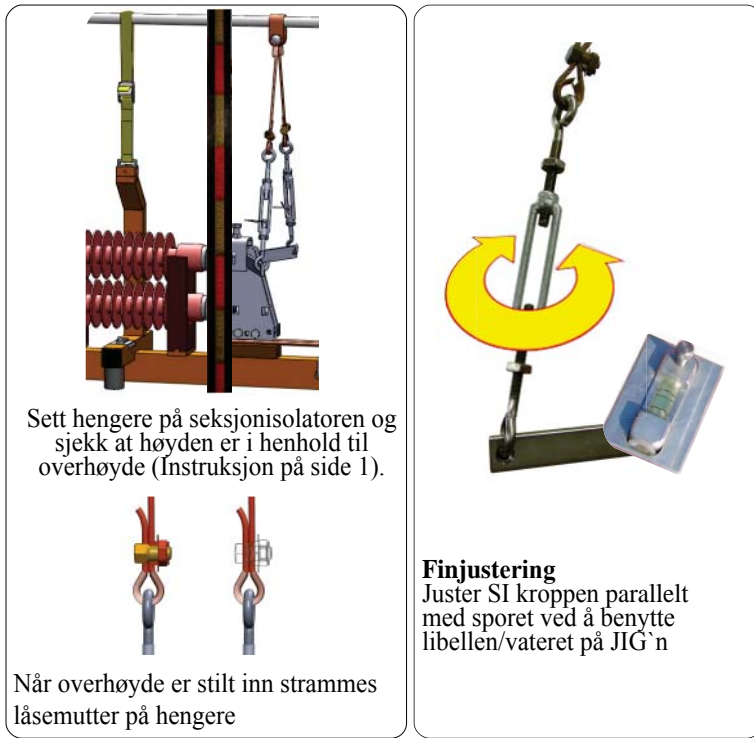 Sett hengere på seksjonisolatoren og
sjekk at høyden er i henhold til
overhøyde (Instruksjon på side 1).
Når overhøyde er stilt inn strammes
låsemutter på hengere
Finjustering
Juster SI kroppen parallelt
med sporet ved å benytte
libellen/vateret på JIG`n